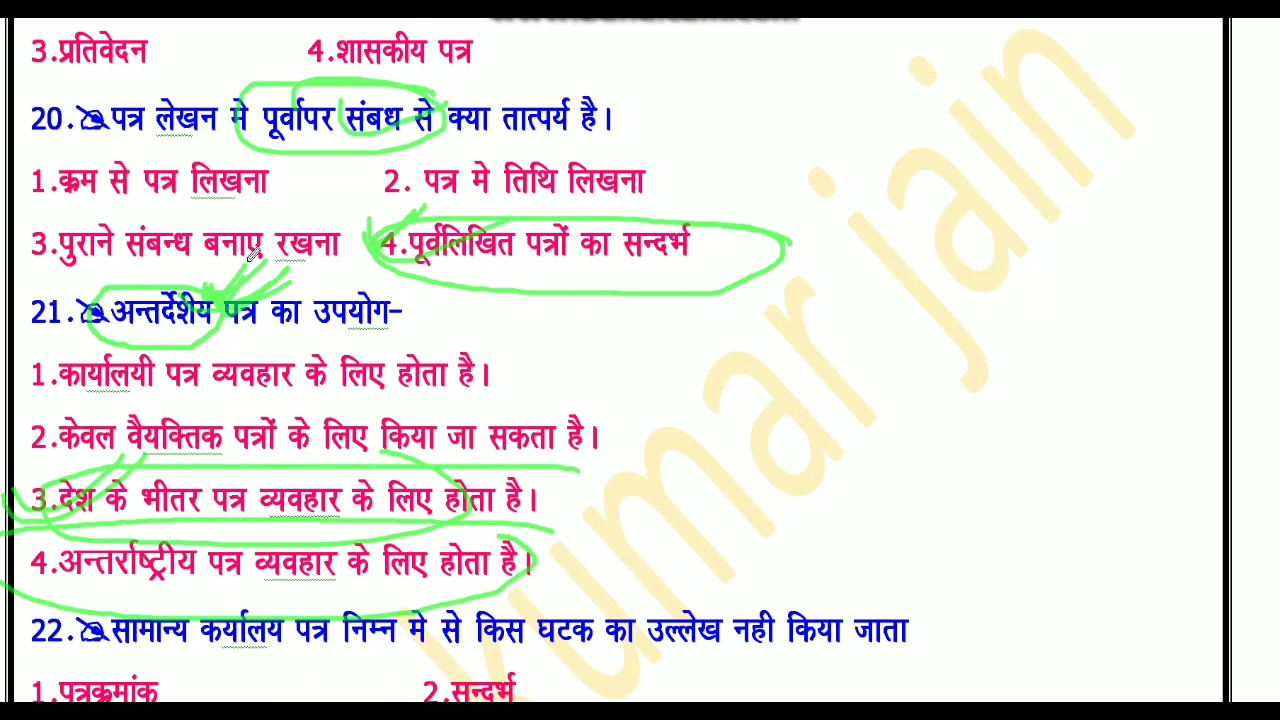 3.प्रतिवेदन 4.शासकीय पत्र
20. पत्र लेखन मे पूर्वापर संबध से क्या तात्पर्य है।
1.क्रम से पत्र लिखना 2. पत्र मे तिथि लिखना
3.पुराने संबन्ध बनाए रखना 4.पूर्वलिखित पत्रों का सन्दर्भ
21. अन्तर्देशीय पत्र का उपयोग-
1.कार्यालयी पत्र व्यवहार के लिए होता है।
2.केवल वैयक्तिक पत्रों के लिए किया जा सकता है।
3.देश के भीतर पत्र व्यवहार के लिए होता है।
4.अन्तर्राष्ट्रीय पत्र व्यवहार के लिए होता है।
22. सामान्य कर्यालय पत्र निम्न मे से किस घटक का उल्लेख नही किया जाता
1.पत्रक्रमांक 2.सन्दर्भ
kumar jain